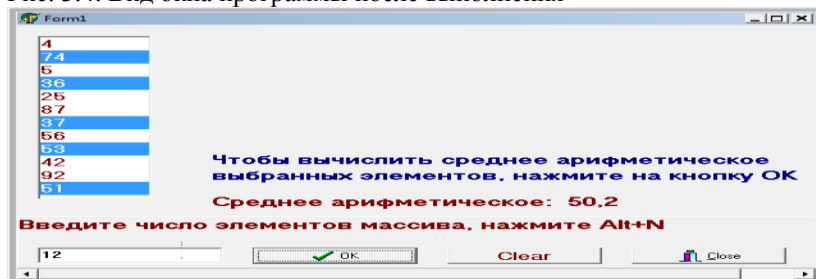 Form1
4
74
5
36
25
87
37
56
53
42
92
51
Чтобы вычислить среднее арифметическое
выбранных элементов, нажмите на кнопку OK
Среднее арифметическое: 50,2
Введите число элементов массива, нажмите Alt+N
12
OK
Clear
Close